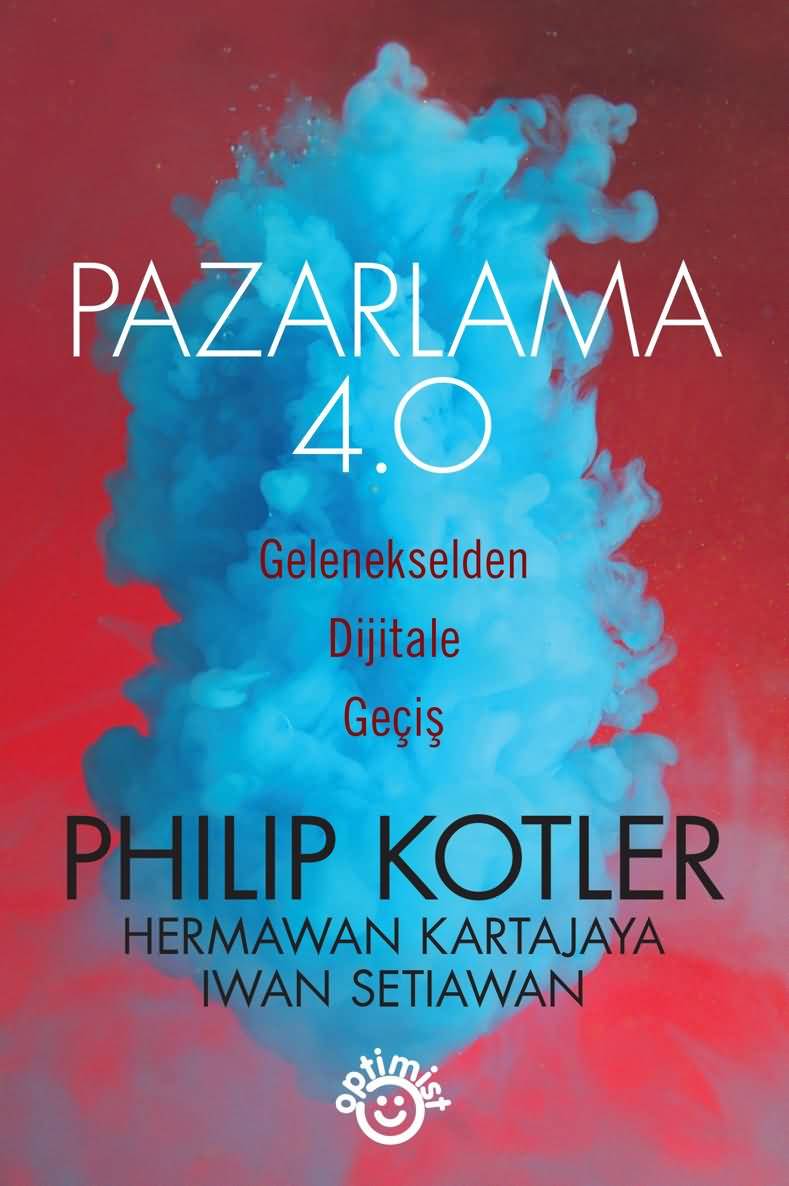 PAZARLAMA
4.0
Gelenekselden
Dijitale
Geçiş
PHILIP KOTLER
HERMAWAN KARTAJAYA
IWAN SETIAWAN
optimist